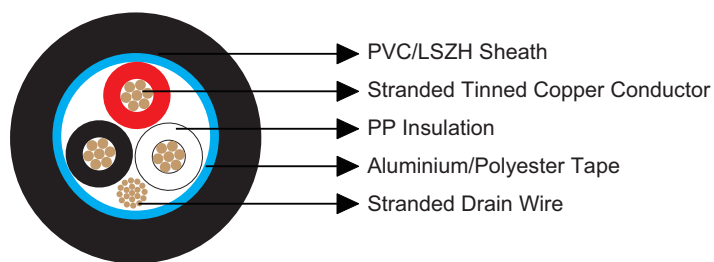 PVC/LSZH Sheath
Stranded Tinned Copper Conductor
PP Insulation
Aluminium/Polyester Tape
Stranded Drain Wire